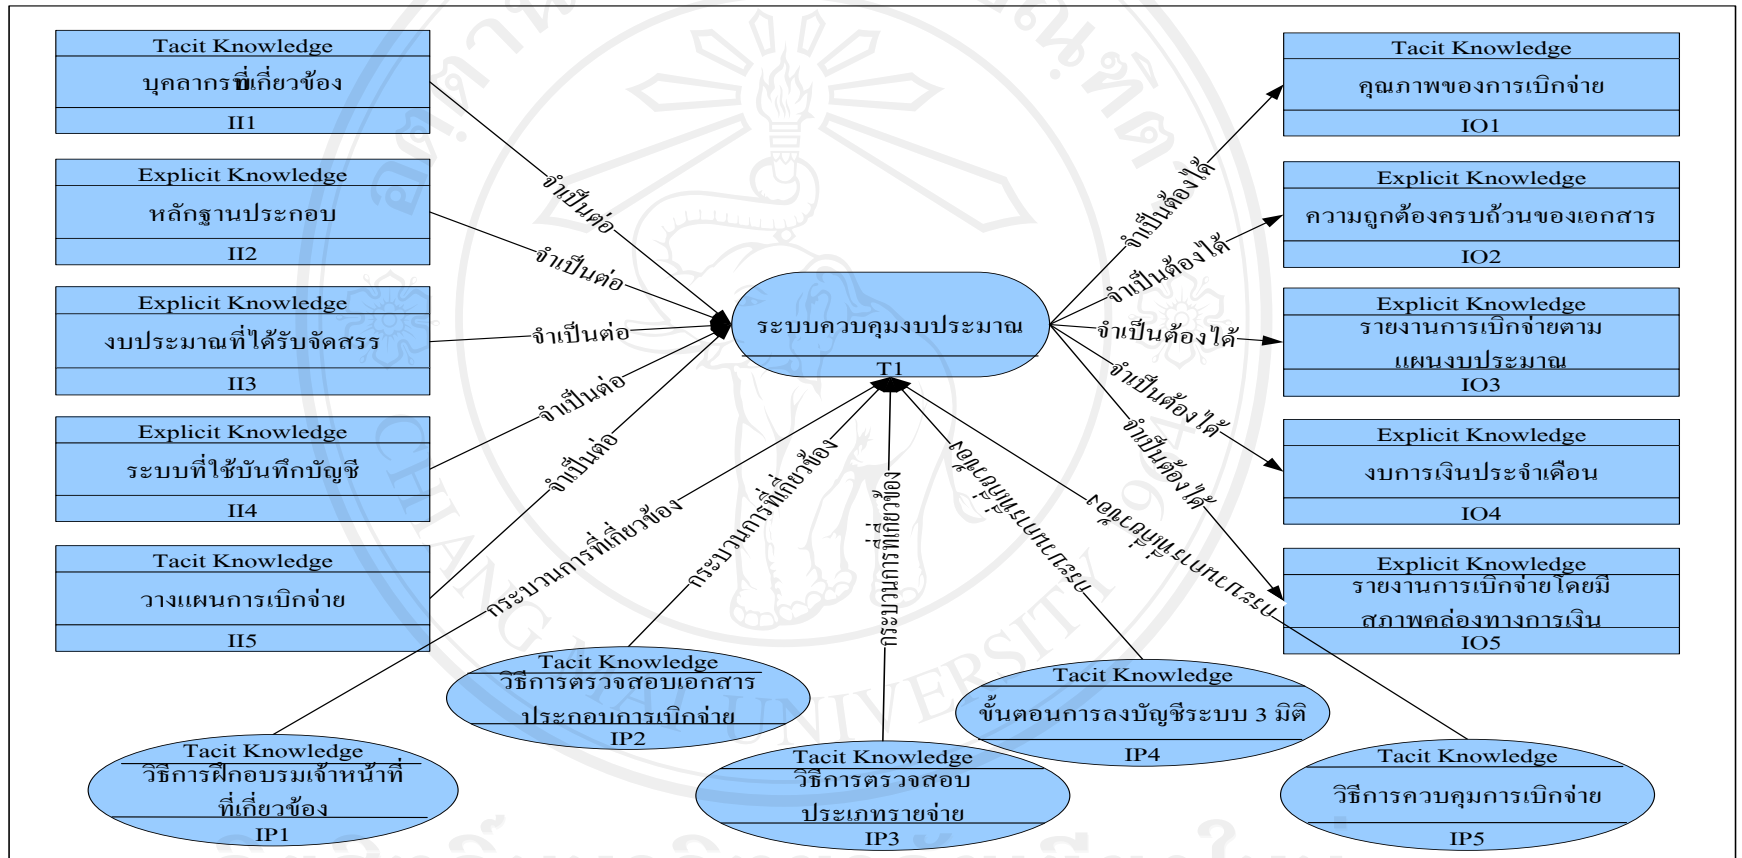 Tacit Knowledge
บุคลากรที่เกี่ยวข้อง
II1
Explicit Knowledge
หลักฐานประกอบ
II2
Explicit Knowledge
งบประมาณที่ได้รับจัดสรร
II3
Explicit Knowledge
ระบบที่ใช้บันทึกบัญชี
II4
Tacit Knowledge
วางแผนการเบิกจ่าย
II5
จำเป็นต่อ
จำเป็นต่อ
จำเป็นต่อ
จำเป็นต่อ
จำเป็นต่อ
ระบบควบคุมงบประมาณ
T1
จำเป็นต้องได้
จำเป็นต้องได้
จำเป็นต้องได้
จำเป็นต้องได้
จำเป็นต้องได้
Tacit Knowledge
คุณภาพของการเบิกจ่าย
IO1
Explicit Knowledge
ความถูกต้องครบถ้วนของเอกสาร
IO2
Explicit Knowledge
รายงานการเบิกจ่ายตาม
แผนงบประมาณ
IO3
Explicit Knowledge
งบการเงินประจำเดือน
IO4
Explicit Knowledge
รายงานการเบิกจ่ายโดยมี
สภาพคล่องทางการเงิน
IO5
กระบวนการที่เกี่ยวข้อง
กระบวนการที่เกี่ยวข้อง
กระบวนการที่เกี่ยวข้อง
กระบวนการที่เกี่ยวข้อง
กระบวนการที่เกี่ยวข้อง
Tacit Knowledge
วิธีการฝึกอบรมเจ้าหน้าที่
ที่เกี่ยวข้อง
IP1
Tacit Knowledge
วิธีการตรวจสอบเอกสาร
ประกอบการเบิกจ่าย
IP2
Tacit Knowledge
วิธีการตรวจสอบ
ประเภทรายจ่าย
IP3
Tacit Knowledge
ขั้นตอนการลงบัญชีระบบ 3 มิติ
IP4
Tacit Knowledge
วิธีการควบคุมการเบิกจ่าย
IP5
CHIANG MAI UNIVERSITY 1964